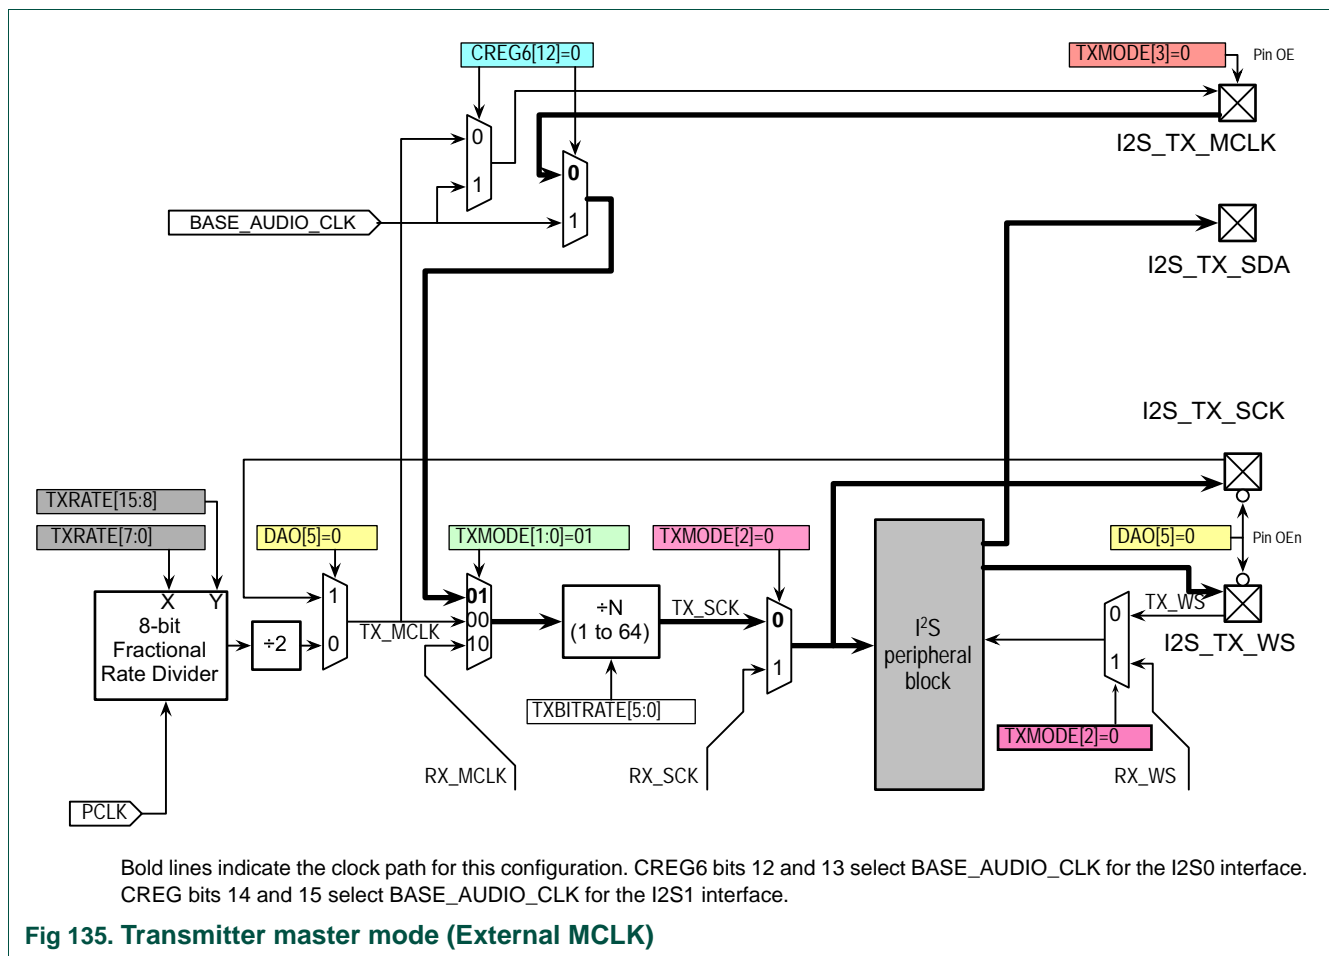 CREG6[12]=0
TXMODE[3]=0
Pin OE
0
1
I2S_TX_MCLK
0
1
BASE_AUDIO_CLK
I2S_TX_SDA
I2S_TX_SCK
TXRATE[15:8]
TXRATE[7:0]
DAO[5]=0
TXMODE[1:0]=01
TXMODE[2]=0
DAO[5]=0
Pin OEn
X
Y
8-bit
Fractional
Rate Divider
÷2
1
0
TX_MCLK
01
00
10
÷N
(1 to 64)
TX_SCK
0
1
I²S
peripheral
block
0
1
TX_WS
I2S_TX_WS
TXBITRATE[5:0]
TXMODE[2]=0
RX_MCLK
RX_SCK
RX_WS
PCLK
Bold lines indicate the clock path for this configuration. CREG6 bits 12 and 13 select BASE_AUDIO_CLK for the I2S0 interface.
CREG bits 14 and 15 select BASE_AUDIO_CLK for the I2S1 interface.
Fig 135. Transmitter master mode (External MCLK)